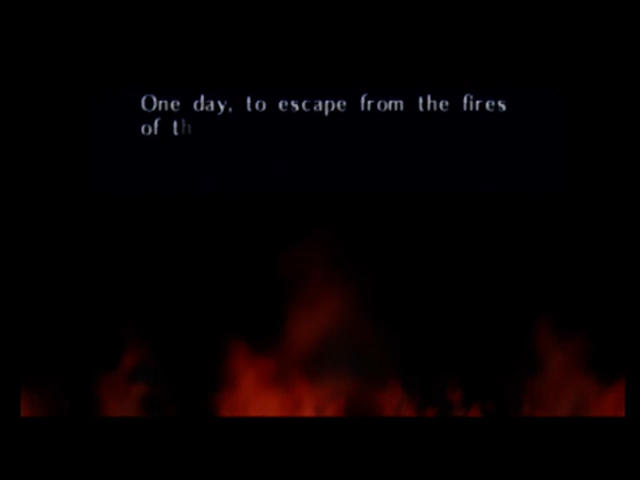 One day, to escape from the fires
of th